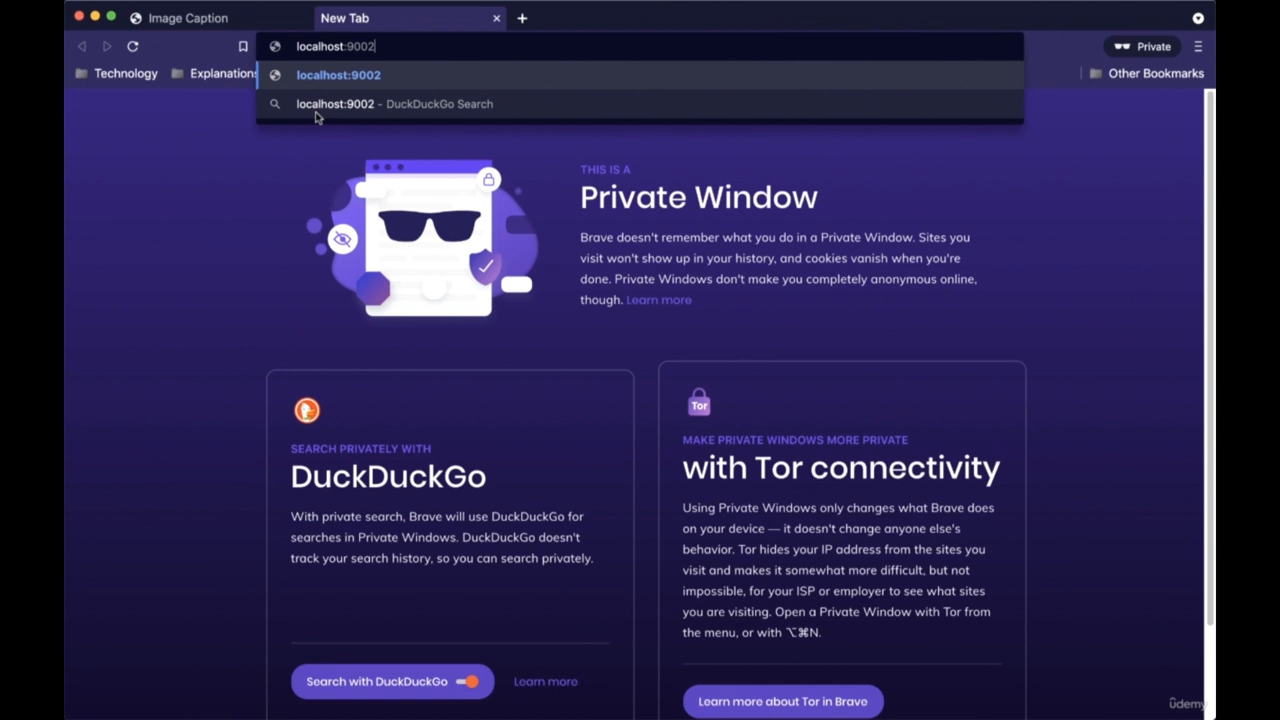 Image Caption
New Tab
localhost:9002
Private
Technology
Explanations
Other Bookmarks
localhost:9002
localhost:9002 - DuckDuckGo Search
THIS IS A
Private Window
Brave doesn't remember what you do in a Private Window. Sites you
visit won't show up in your history, and cookies vanish when you're
done. Private Windows don't make you completely anonymous online,
though. Learn more
SEARCH PRIVATELY WITH
DuckDuckGo
With private search, Brave will use DuckDuckGo for
searches in Private Windows. DuckDuckGo doesn't
track your search history, so you can search privately.
Search with DuckDuckGo
Learn more
Tor
MAKE PRIVATE WINDOWS MORE PRIVATE
with Tor connectivity
Using Private Windows only changes what Brave does
on your device — it doesn't change anyone else's
behavior. Tor hides your IP address from the sites you
visit and makes it somewhat more difficult, but not
impossible, for your ISP or employer to see what sites
you are visiting. Open a Private Window with Tor from
the menu, or with ⌥⌘N.
Learn more about Tor in Brave
ûdemy